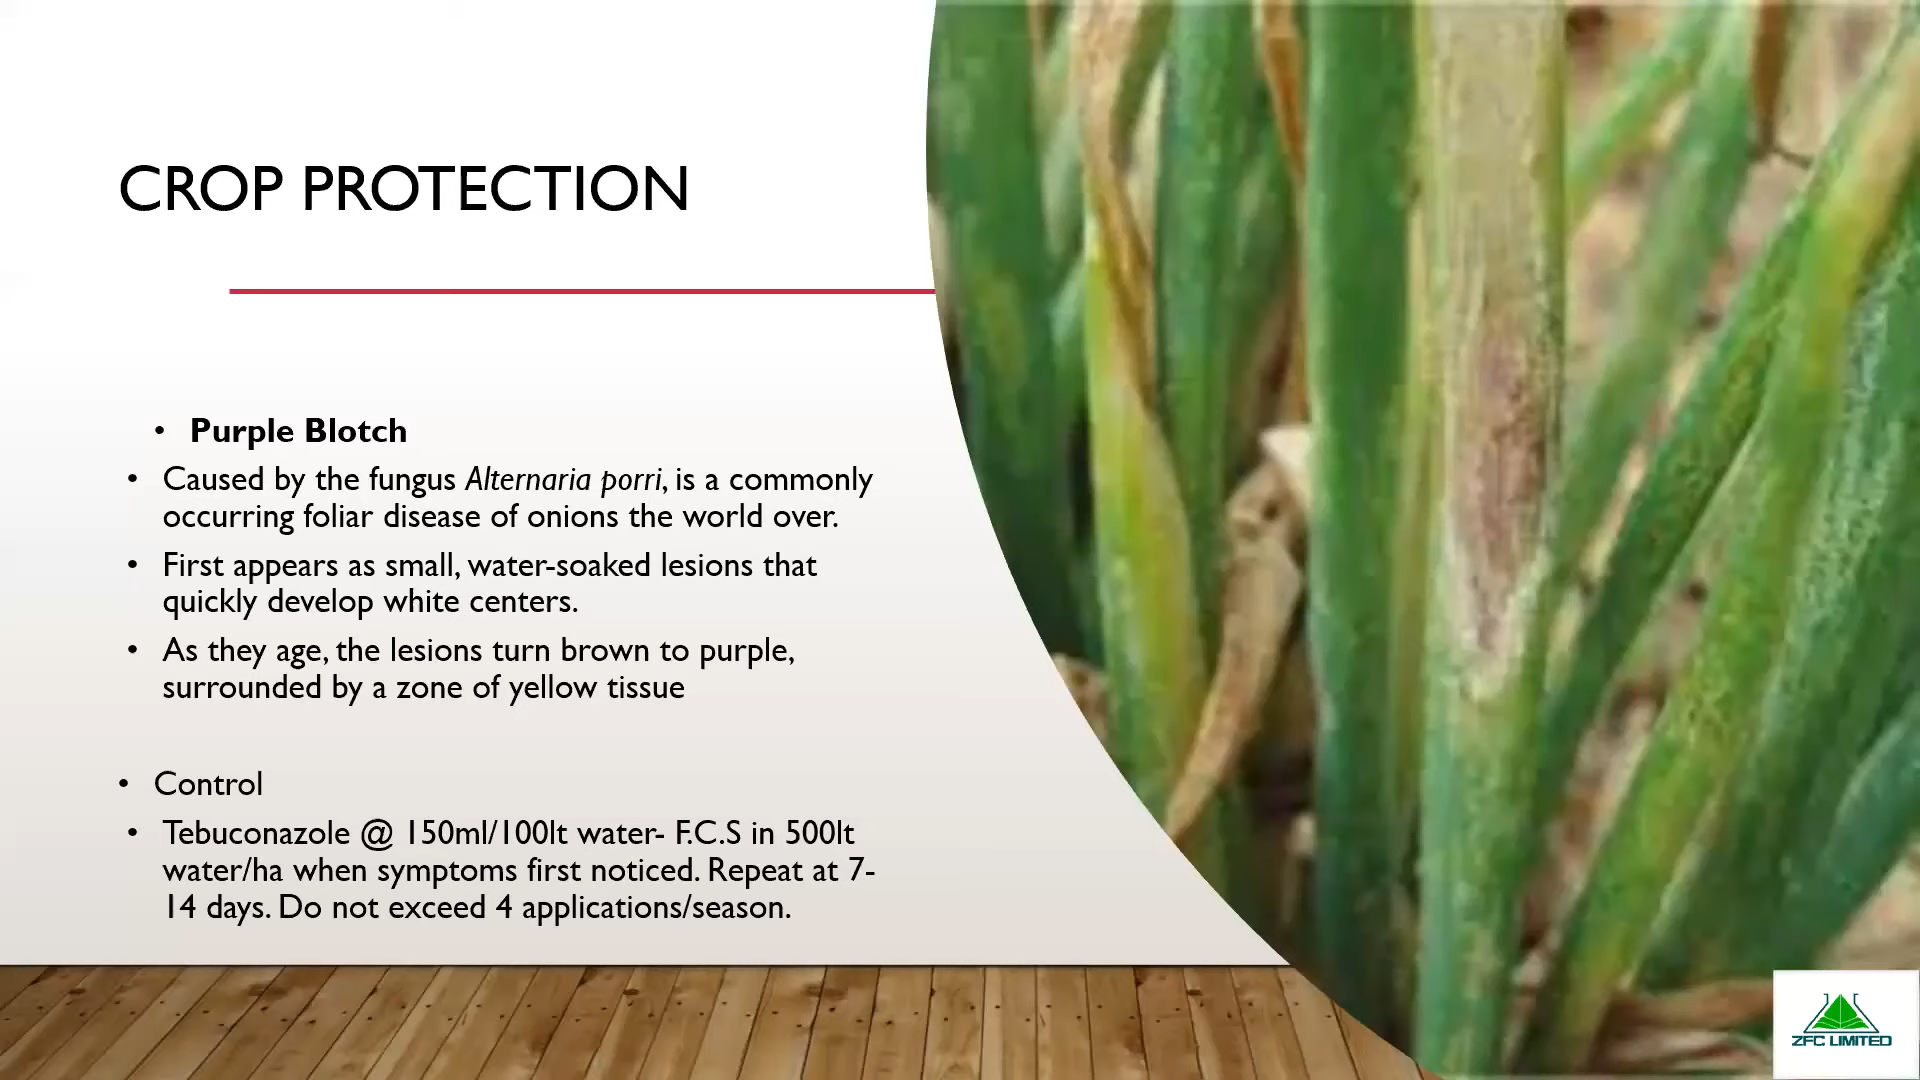 CROP PROTECTION
• Purple Blotch
• Caused by the fungus Alternaria porri, is a commonly
occurring foliar disease of onions the world over.
• First appears as small, water-soaked lesions that
quickly develop white centers.
• As they age, the lesions turn brown to purple,
surrounded by a zone of yellow tissue
• Control
• Tebuconazole @ 150ml/100lt water- F.C.S in 500lt
water/ha when symptoms first noticed. Repeat at 7-
14 days. Do not exceed 4 applications/season.
ZFC LIMITED